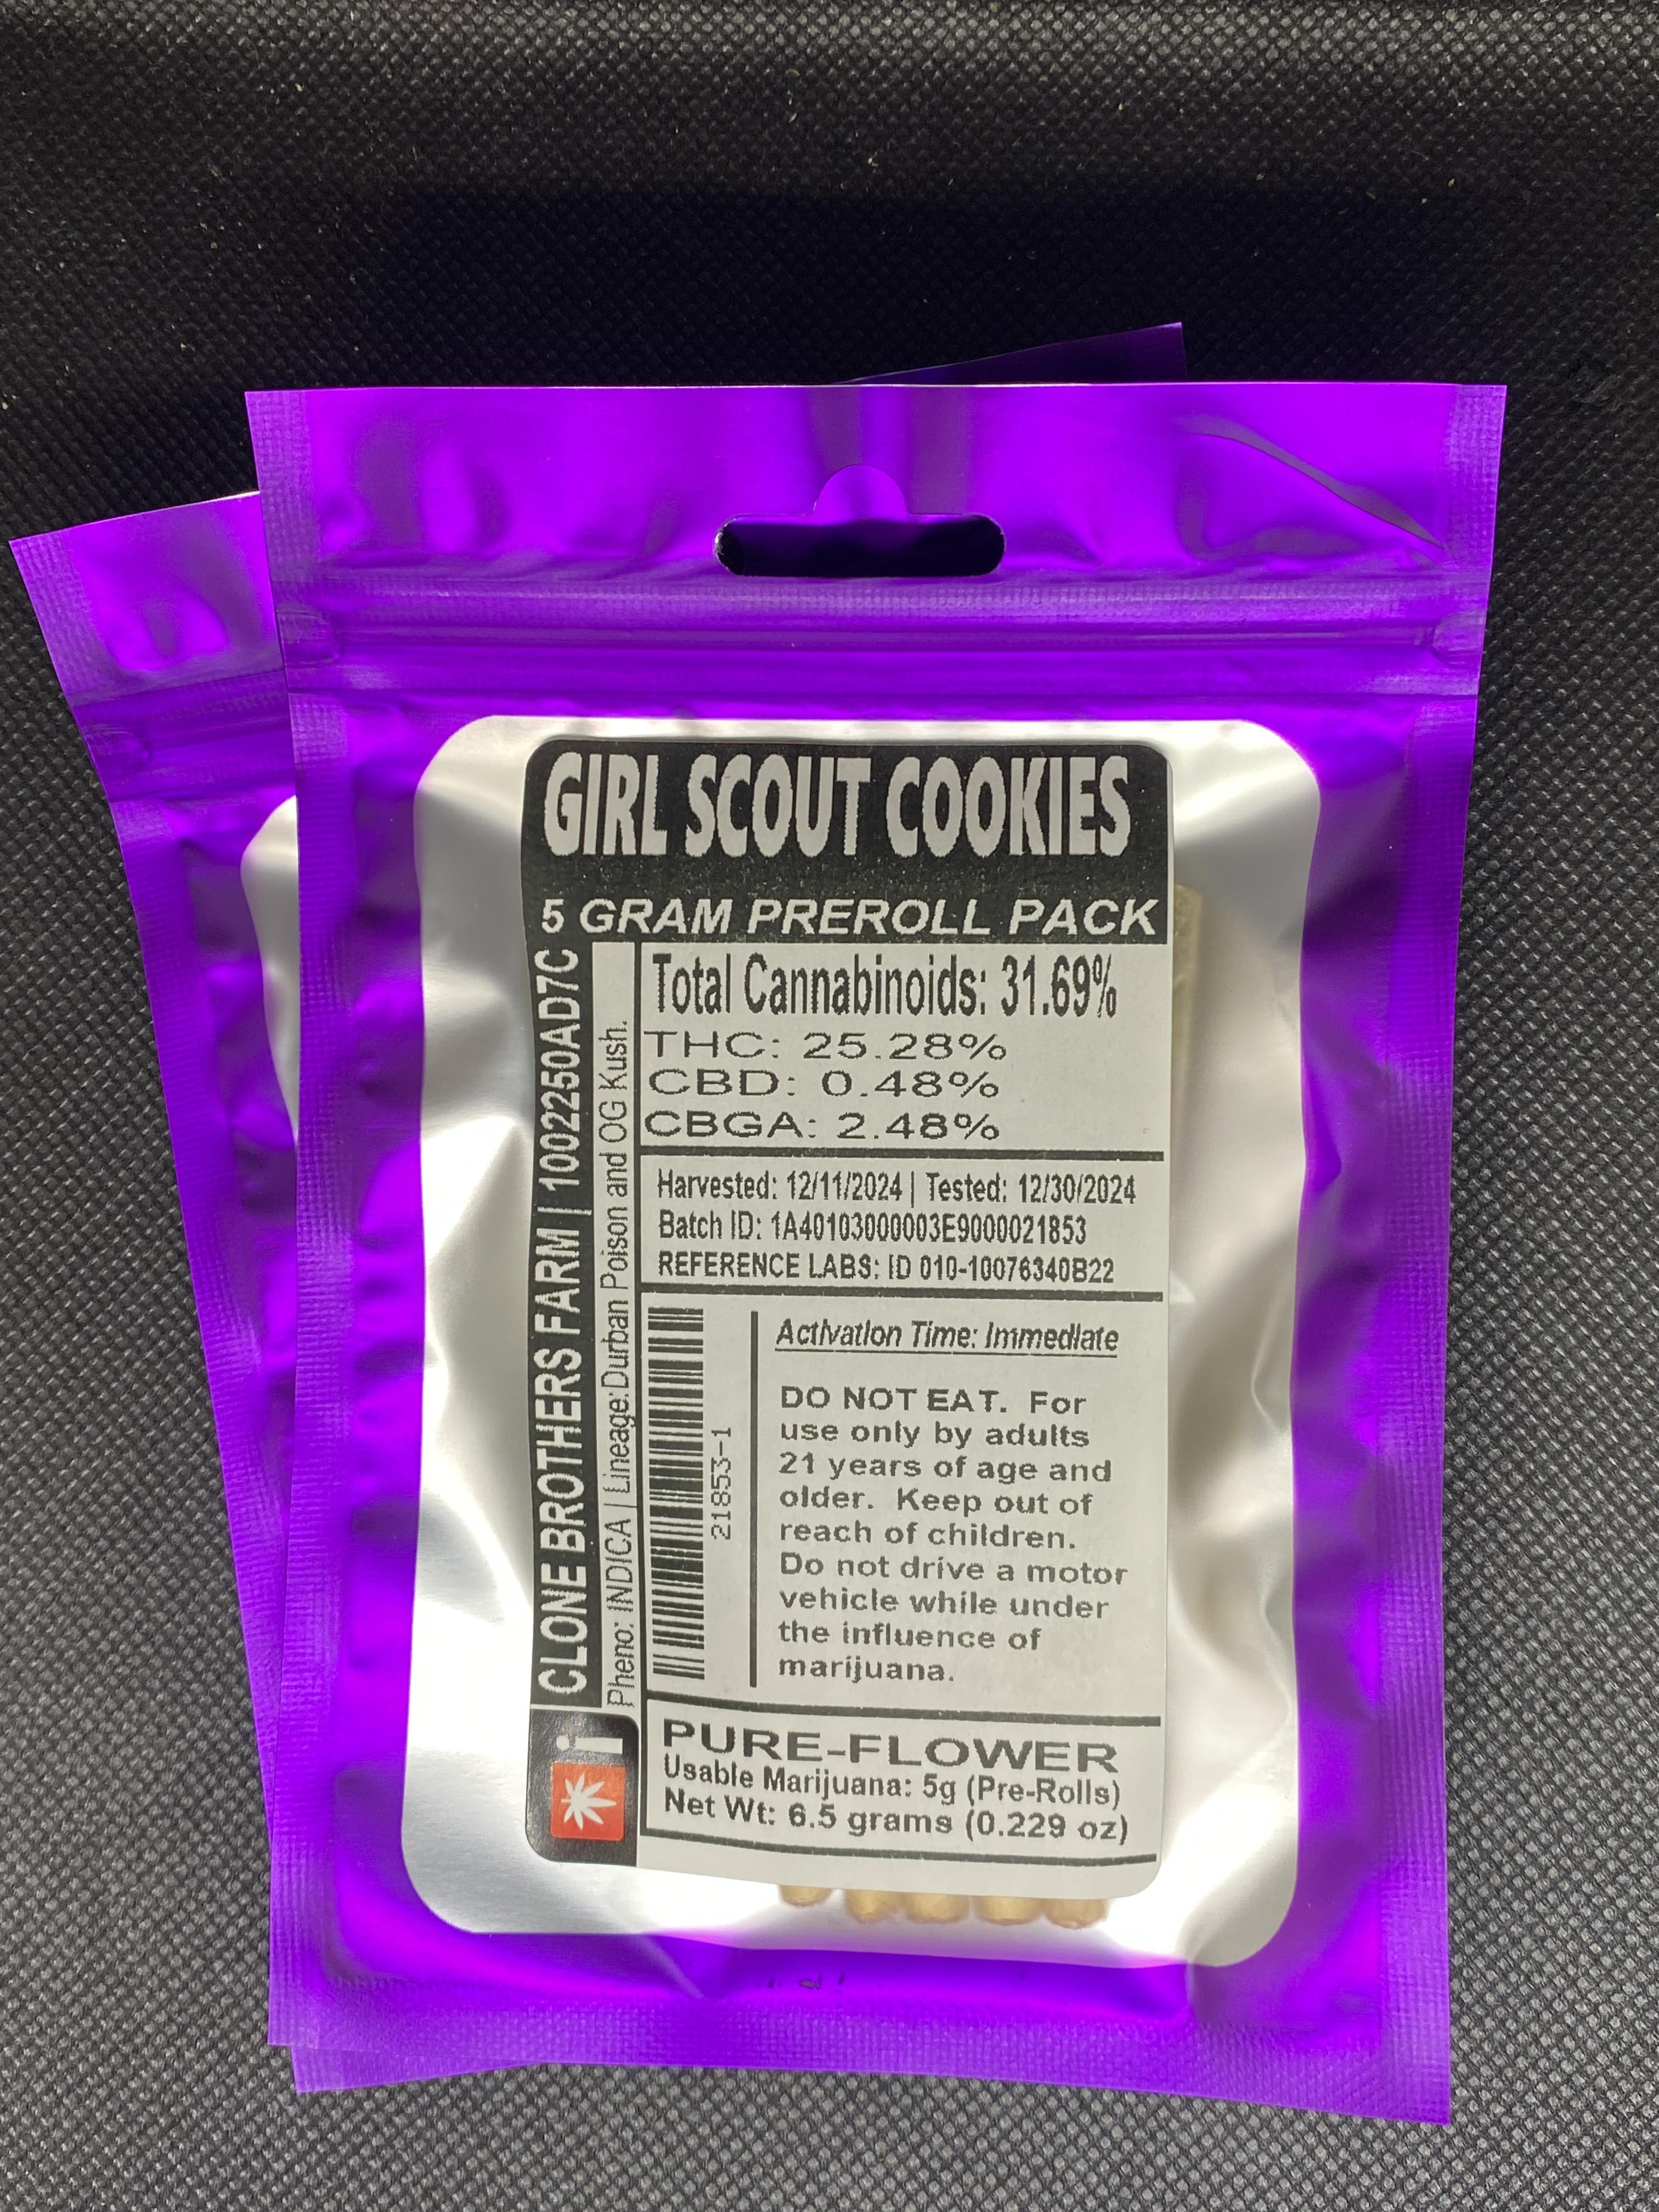 GIRL SCOUT COOKIES
5 GRAM PREROLL PACK
CLONE BROTHERS FARM | 1002250AD7C
Pheno: INDICA | Lineage: Durban Poison and OG Kush.
Total Cannabinoids: 31.69%
THC: 25.28%
CBD: 0.48%
CBGA: 2.48%
Harvested: 12/11/2024 | Tested: 12/30/2024
Batch ID: 1A40103000003E9000021853
REFERENCE LABS: ID 010-10076340B22
21853-1
Activation Time: Immediate
DO NOT EAT. For
use only by adults
21 years of age and
older. Keep out of
reach of children.
Do not drive a motor
vehicle while under
the influence of
marijuana.
i
PURE-FLOWER
Usable Marijuana: 5g (Pre-Rolls)
Net Wt: 6.5 grams (0.229 oz)